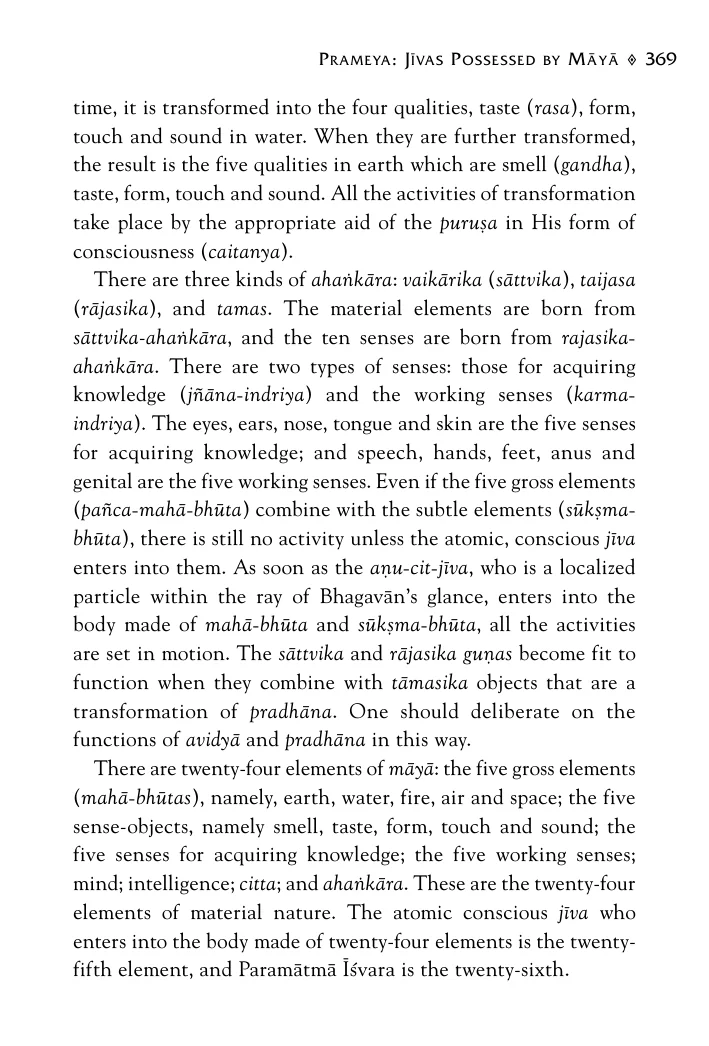 PRAMEYA: JĪVAS POSSESSED BY MĀYĀ ◊ 369
time, it is transformed into the four qualities, taste (rasa), form,
touch and sound in water. When they are further transformed,
the result is the five qualities in earth which are smell (gandha),
taste, form, touch and sound. All the activities of transformation
take place by the appropriate aid of the puruṣa in His form of
consciousness (caitanya).
There are three kinds of ahaṅkāra: vaikārika (sāttvika), taijasa
(rājasika), and tamas. The material elements are born from
sāttvika-ahaṅkāra, and the ten senses are born from rajasika-
ahaṅkāra. There are two types of senses: those for acquiring
knowledge (jñāna-indriya) and the working senses (karma-
indriya). The eyes, ears, nose, tongue and skin are the five senses
for acquiring knowledge; and speech, hands, feet, anus and
genital are the five working senses. Even if the five gross elements
(pañca-mahā-bhūta) combine with the subtle elements (sūkṣma-
bhūta), there is still no activity unless the atomic, conscious jīva
enters into them. As soon as the aṇu-cit-jīva, who is a localized
particle within the ray of Bhagavān's glance, enters into the
body made of mahā-bhūta and sūkṣma-bhūta, all the activities
are set in motion. The sāttvika and rājasika guṇas become fit to
function when they combine with tāmasika objects that are a
transformation of pradhāna. One should deliberate on the
functions of avidyā and pradhāna in this way.
There are twenty-four elements of māyā: the five gross elements
(mahā-bhūtas), namely, earth, water, fire, air and space; the five
sense-objects, namely smell, taste, form, touch and sound; the
five senses for acquiring knowledge; the five working senses;
mind; intelligence; citta; and ahaṅkāra. These are the twenty-four
elements of material nature. The atomic conscious jīva who
enters into the body made of twenty-four elements is the twenty-
fifth element, and Paramātmā Īśvara is the twenty-sixth.